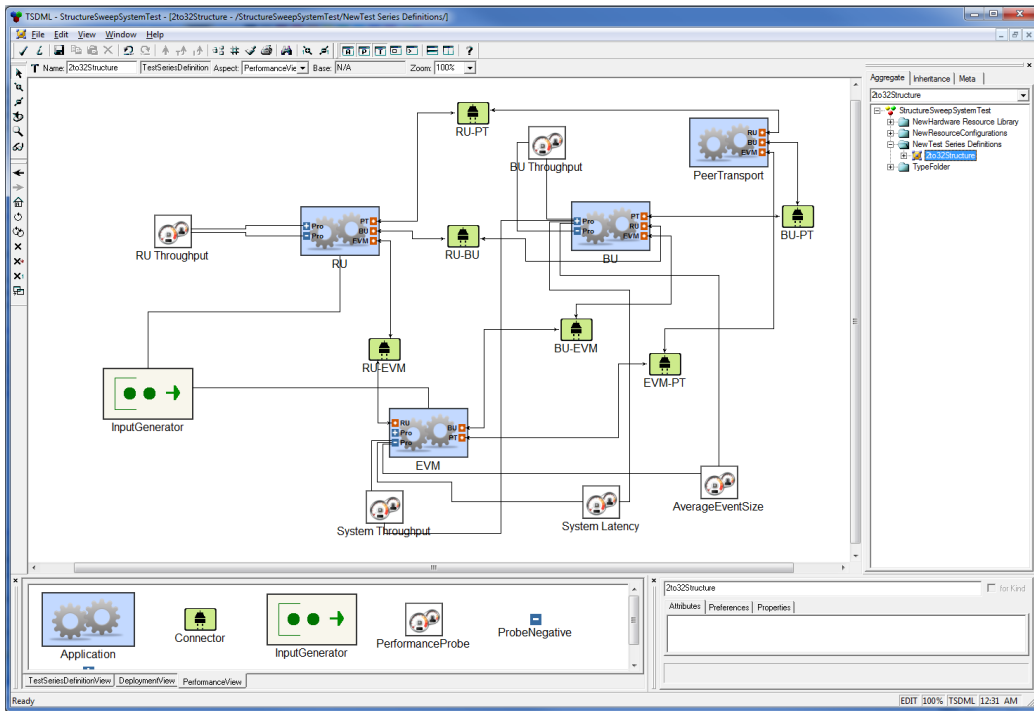 TSDML - StructureSweepSystemTest - [2to32Structure - /StructureSweepSystemTest/NewTest Series Definitions/]
File Edit View Window Help
Name: 2to32Structure TestSeriesDefinition Aspect: PerformanceVie Base: N/A Zoom: 100%
Aggregate Inheritance Meta
2to32Structure
StructureSweepSystemTest
NewHardware Resource Library
NewResourceConfigurations
NewTest Series Definitions
2to32Structure
TypeFolder
RU-PT
BU Throughput
RU
BU
EVM
PeerTransport
BU-PT
RU Throughput
Pro
Pro
PT
BU
EVM
RU
RU-BU
Pro
Pro
PT
RU
EVM
BU
RU-EVM
BU-EVM
EVM-PT
InputGenerator
RU
Pro
Pro
BU
PT
EVM
System Throughput
System Latency
AverageEventSize
Application
Connector
InputGenerator
PerformanceProbe
ProbeNegative
TestSeriesDefinitionView DeploymentView PerformanceView
2to32Structure for Kind
Attributes Preferences Properties
Ready EDIT 100% TSDML 12:31 AM